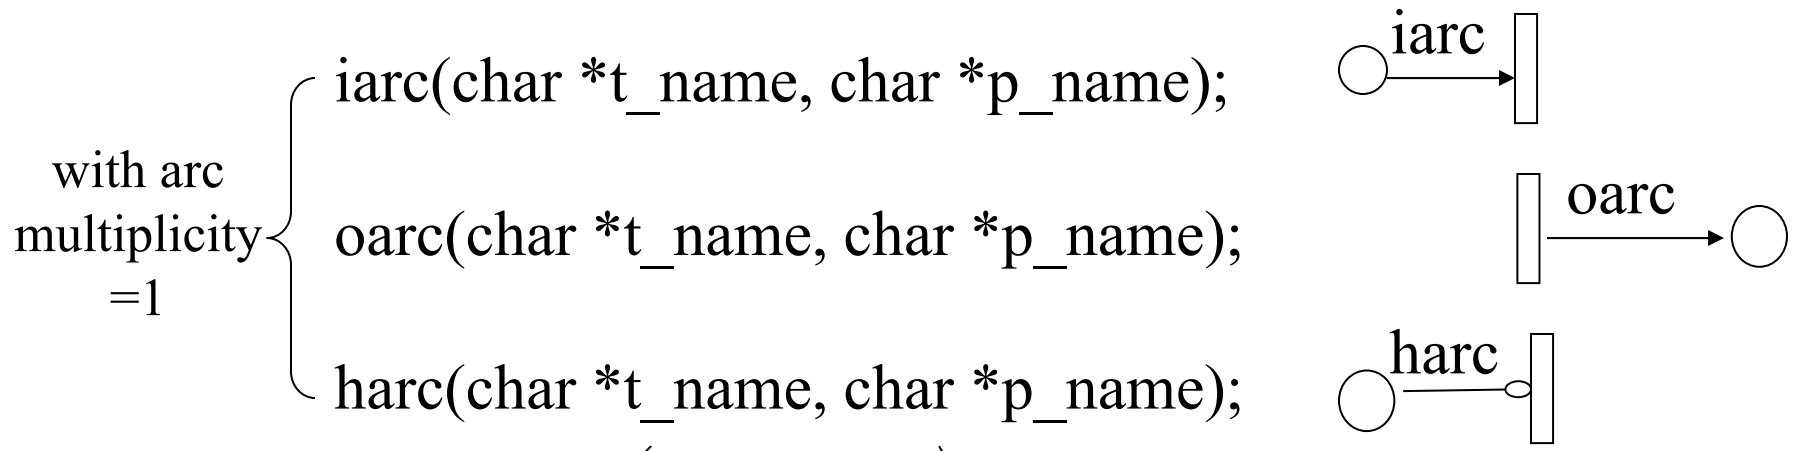 iarc(char *t_name, char *p_name);
iarc
with arc
multiplicity
=1
oarc(char *t_name, char *p_name);
oarc
harc(char *t_name, char *p_name);
harc